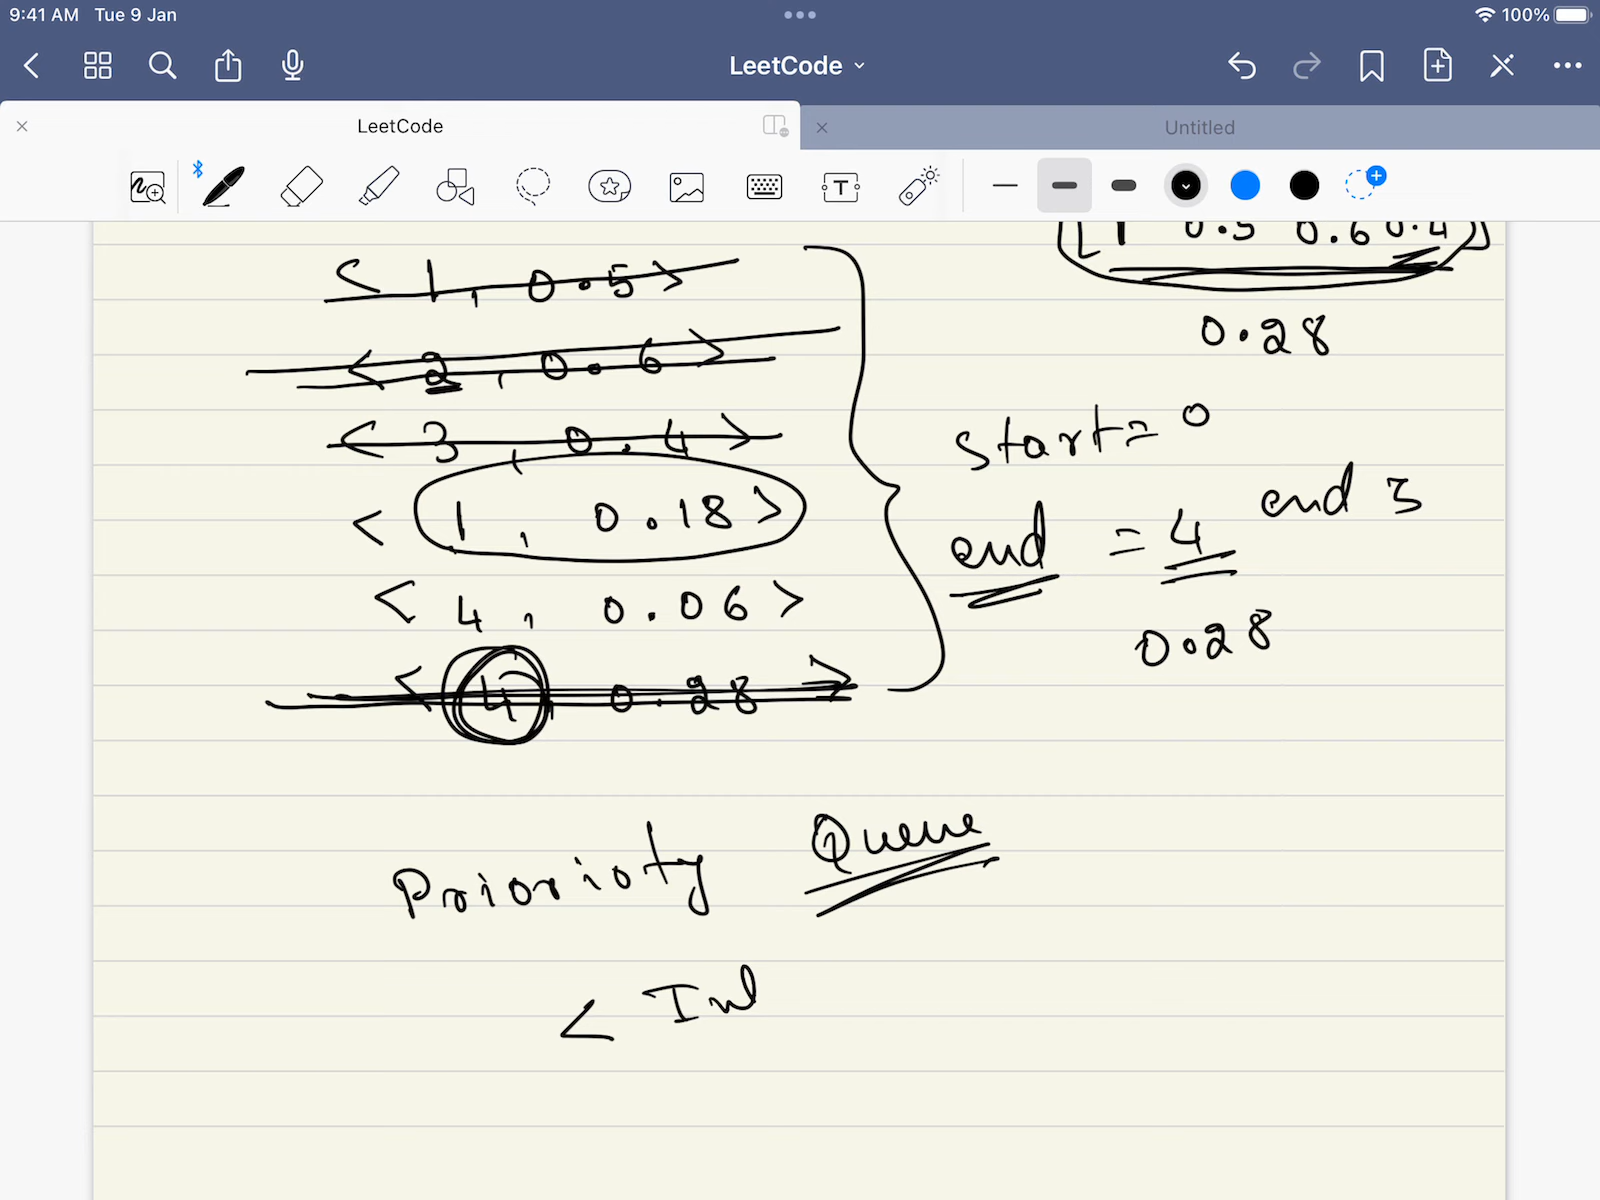 9:41 AM Tue 9 Jan
100%
LeetCode
LeetCode
Untitled
T
1 0.5 0.6 0.4
0.28
< 1, 0.5>
< 2, 0.6>
< 3, 0.4>
< 1, 0.18>
< 4, 0.06>
< 4, 0.28>
start = 0
end = 4
end 3
0.28
Priorioty Queue
< Int